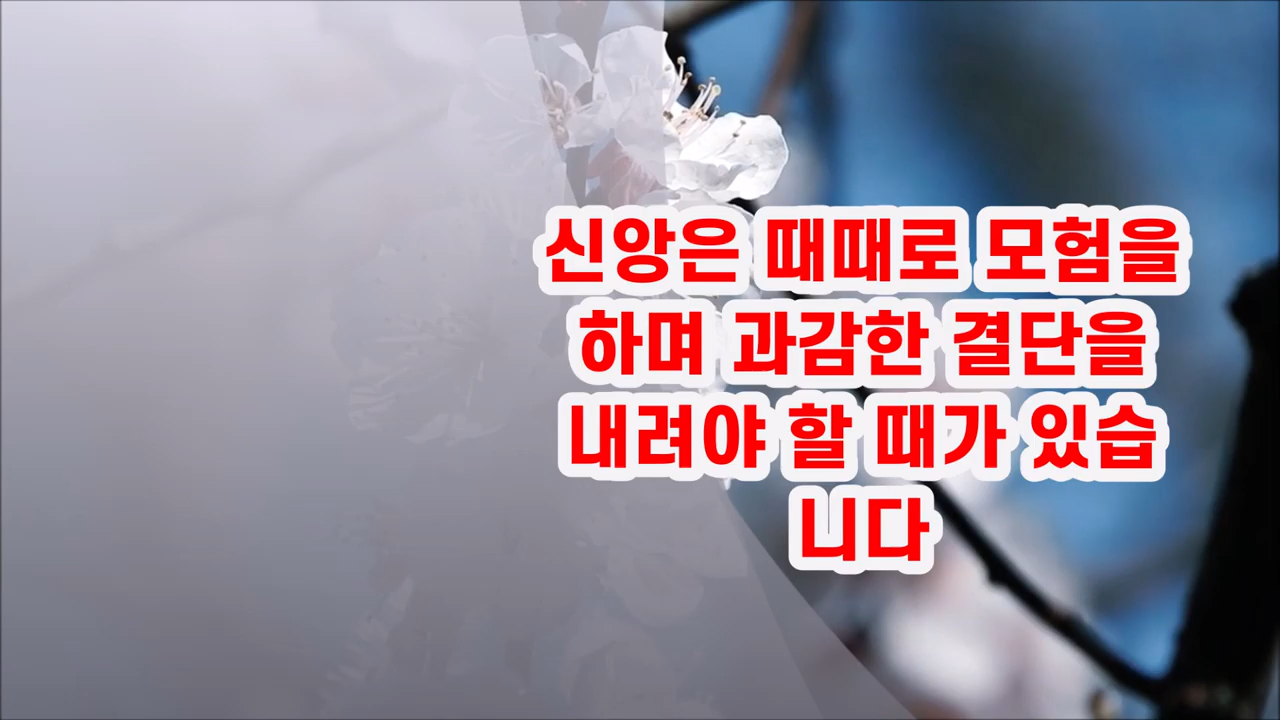 신앙은 때때로 모험을
하며 과감한 결단을
내려야 할 때가 있습
니다